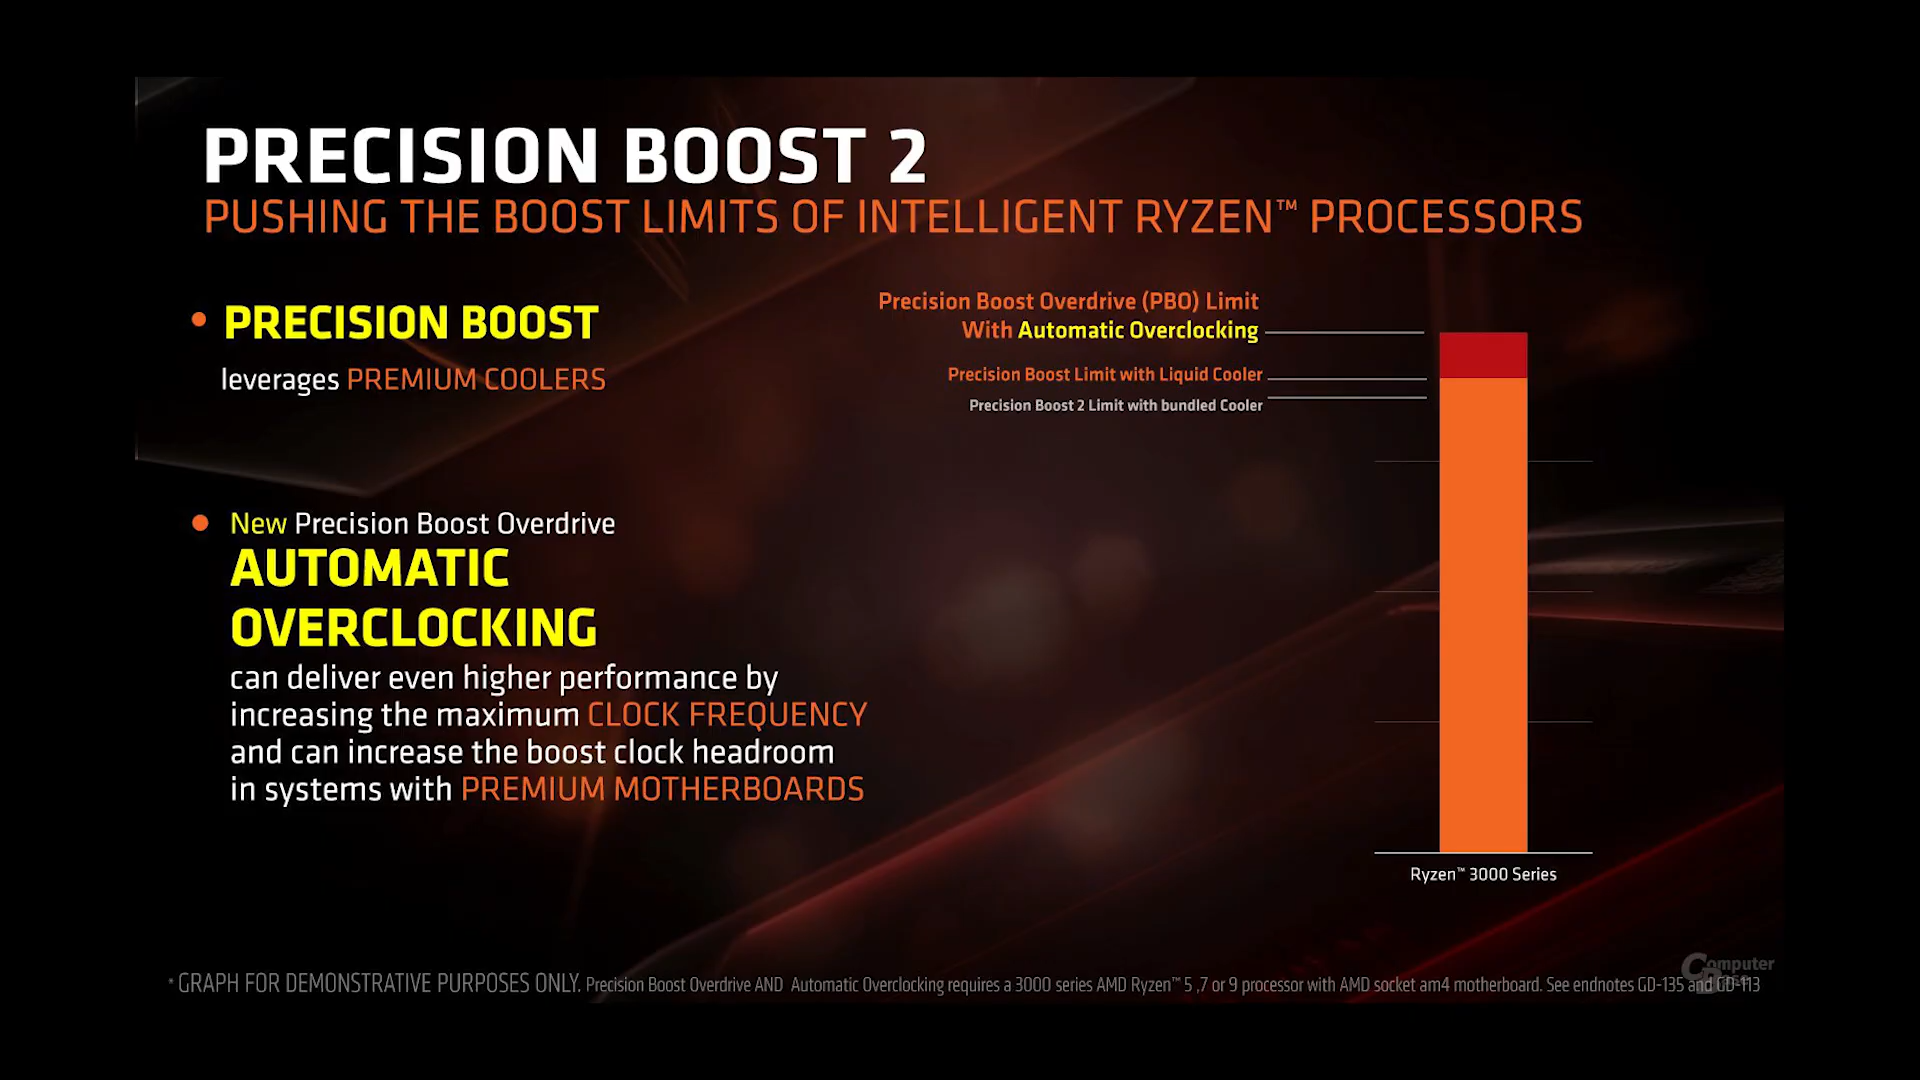 PRECISION BOOST 2
PUSHING THE BOOST LIMITS OF INTELLIGENT RYZEN™ PROCESSORS
• PRECISION BOOST
leverages PREMIUM COOLERS
• New Precision Boost Overdrive
AUTOMATIC
OVERCLOCKING
can deliver even higher performance by
increasing the maximum CLOCK FREQUENCY
and can increase the boost clock headroom
in systems with PREMIUM MOTHERBOARDS
Precision Boost Overdrive (PBO) Limit
With Automatic Overclocking
Precision Boost Limit with Liquid Cooler
Precision Boost 2 Limit with bundled Cooler
Ryzen™ 3000 Series
* GRAPH FOR DEMONSTRATIVE PURPOSES ONLY. Precision Boost Overdrive AND Automatic Overclocking requires a 3000 series AMD Ryzen™ 5 ,7 or 9 processor with AMD socket am4 motherboard. See endnotes GD-135 and GD-113
Computer
Base